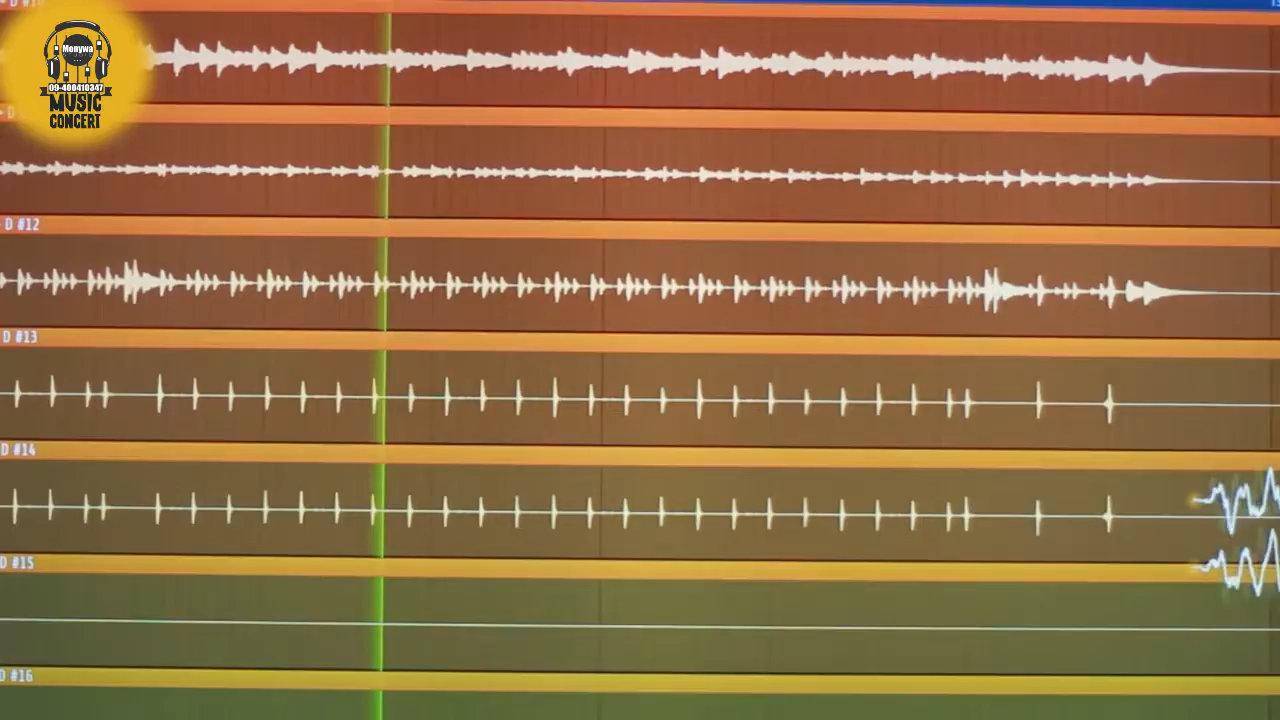 Monywa
09-400410347
MUSIC
CONCERT
D #12
D #13
D #14
D #15
D #16